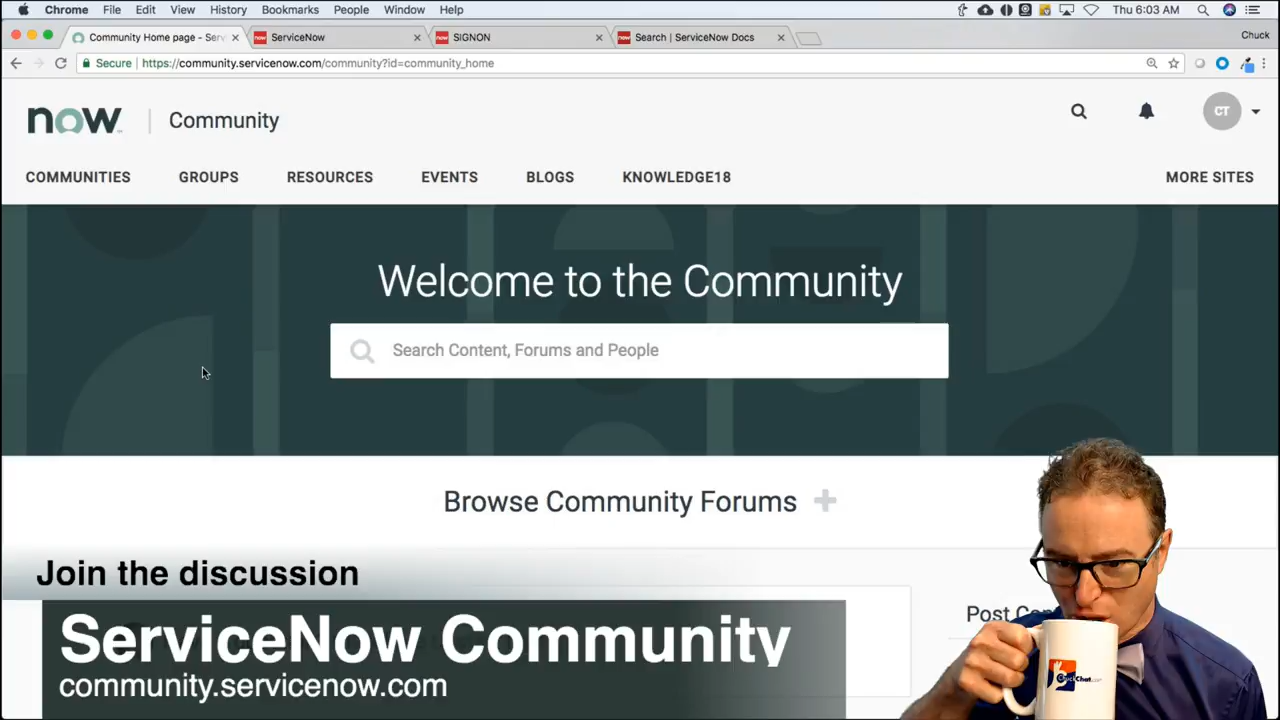 Chrome File Edit View History Bookmarks People Window Help Thu 6:03 AM
Community Home page - Serv ServiceNow SIGNON Search | ServiceNow Docs Chuck
Secure https://community.servicenow.com/community?id=community_home
now Community CT
COMMUNITIES GROUPS RESOURCES EVENTS BLOGS KNOWLEDGE18 MORE SITES
Welcome to the Community
Search Content, Forums and People
Browse Community Forums
Join the discussion
Post Con
ServiceNow Community
community.servicenow.com